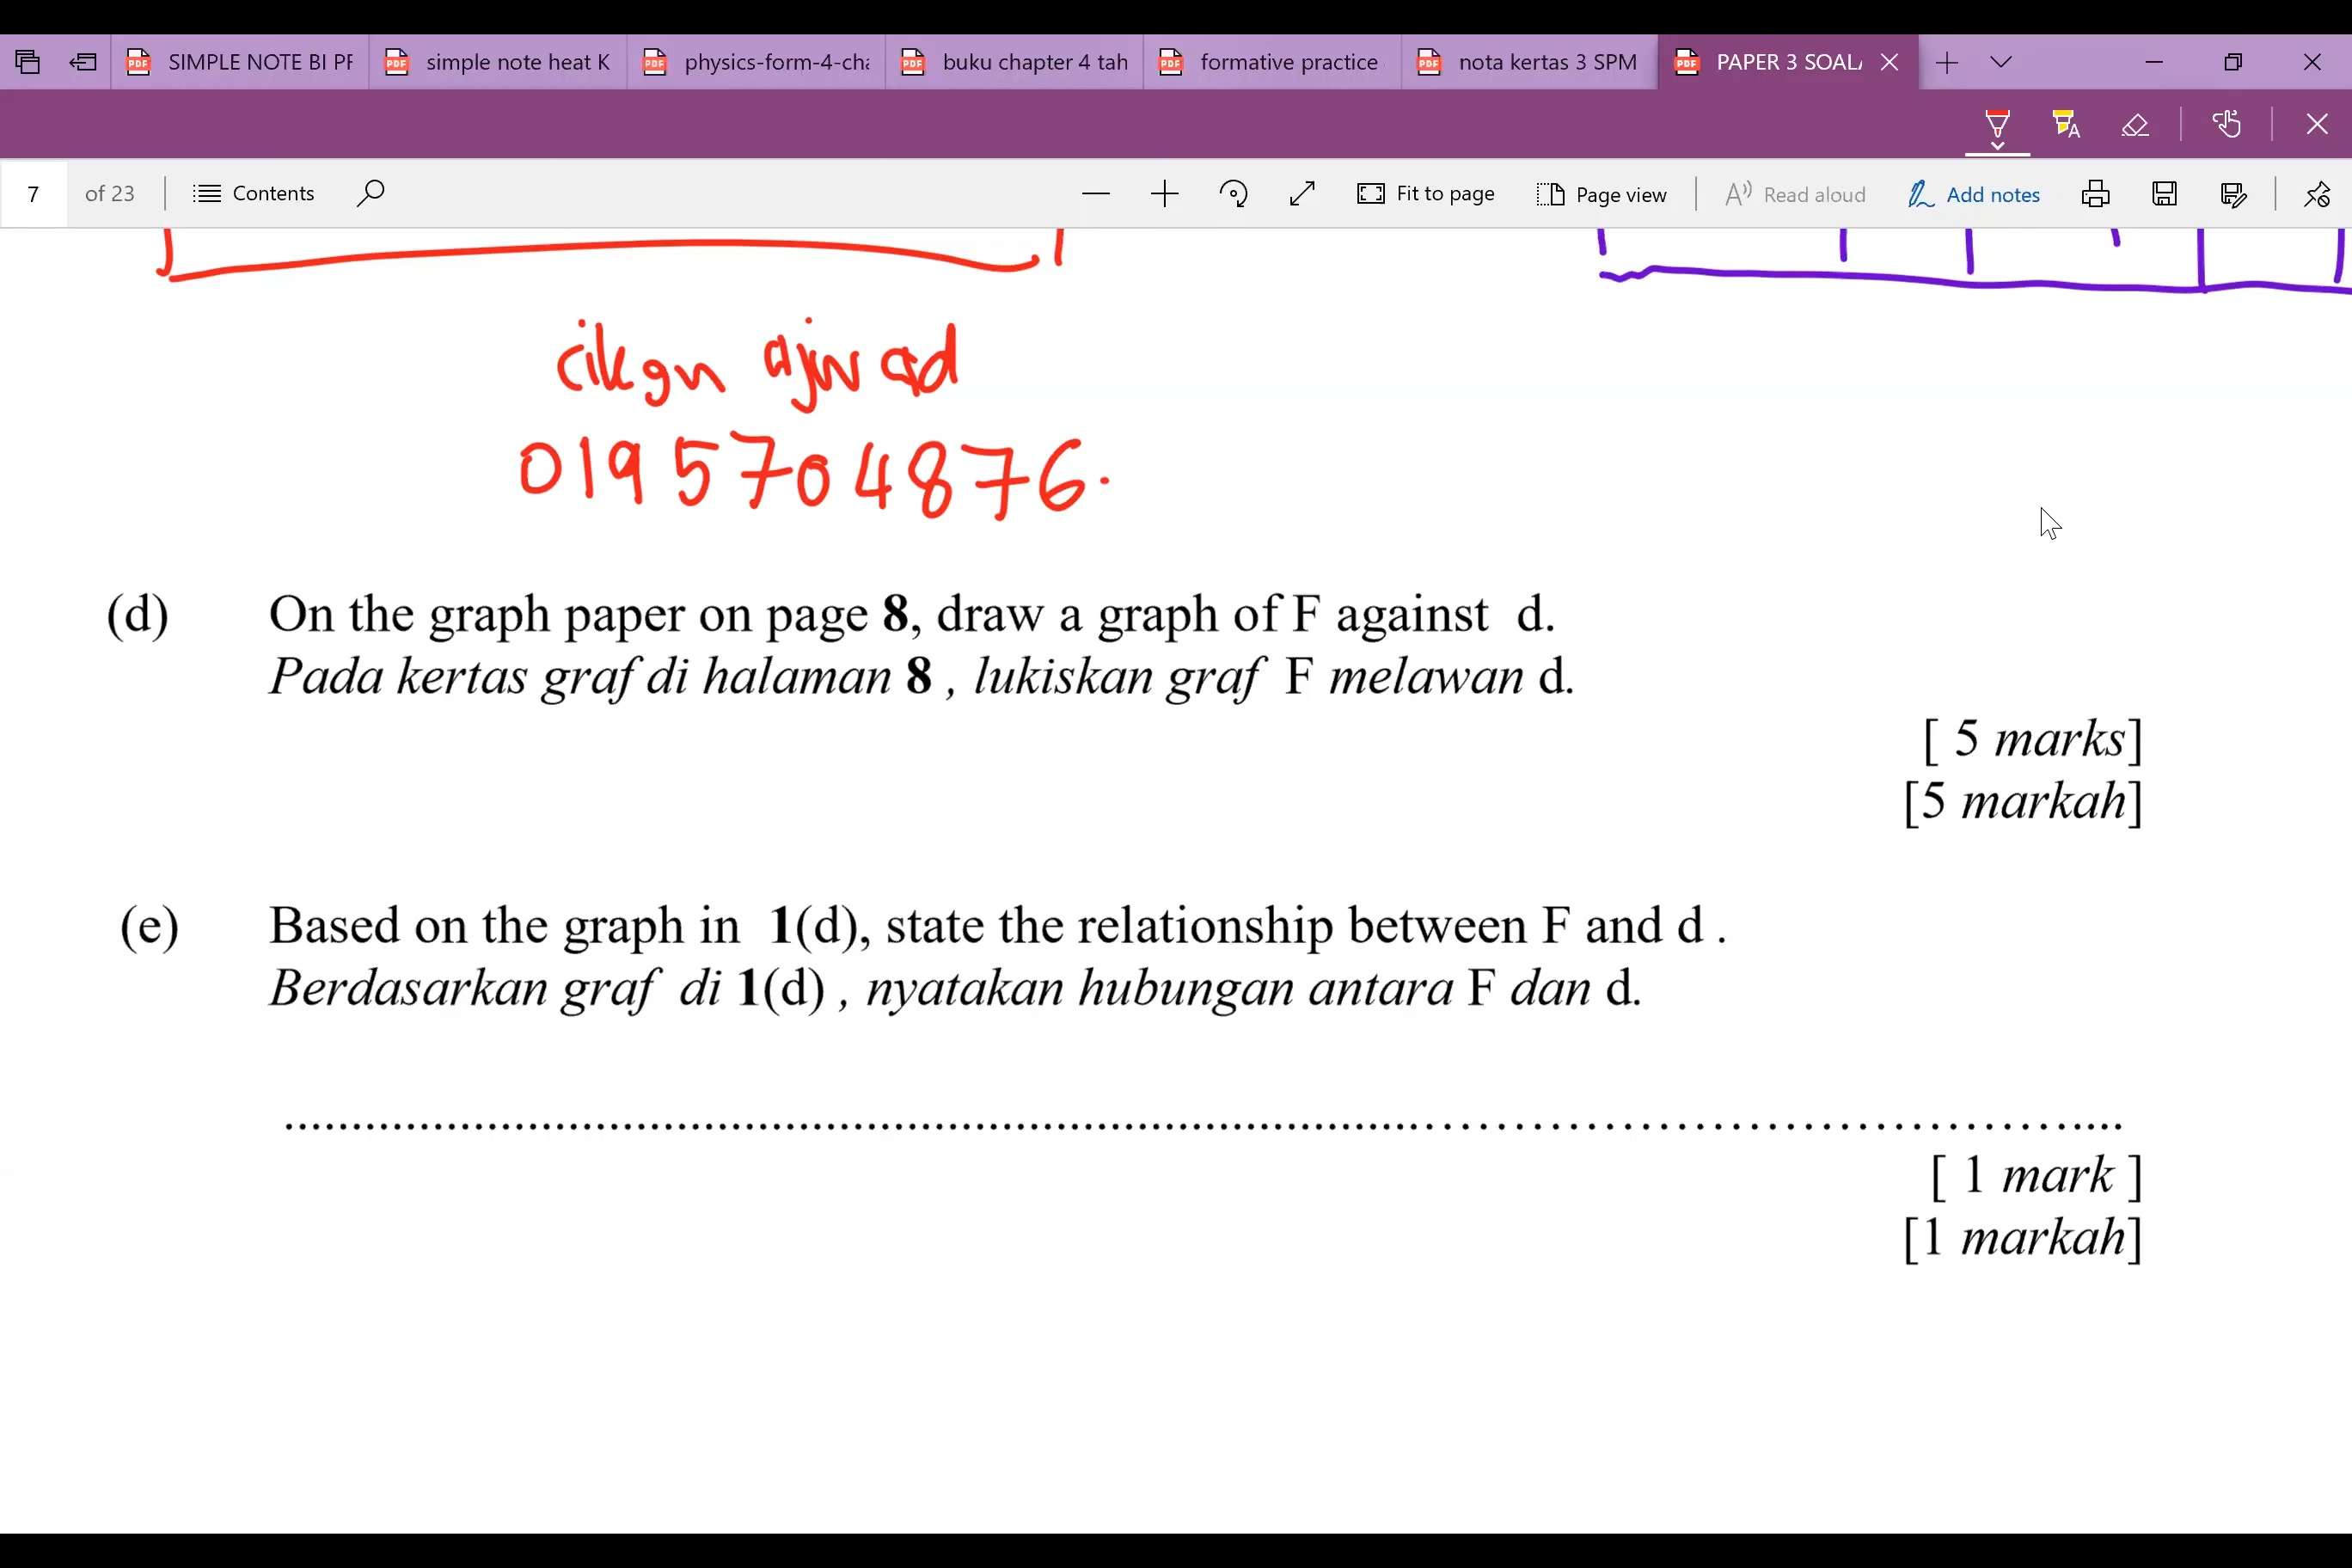 SIMPLE NOTE BI PF
simple note heat K
physics-form-4-cha
buku chapter 4 tah
formative practice
nota kertas 3 SPM
PAPER 3 SOAL
7 of 23 Contents Fit to page Page view Read aloud Add notes
cikgu ajwad
0195704876.
(d) On the graph paper on page 8, draw a graph of F against d.
Pada kertas graf di halaman 8 , lukiskan graf F melawan d.
[ 5 marks]
[5 markah]
(e) Based on the graph in 1(d), state the relationship between F and d .
Berdasarkan graf di 1(d) , nyatakan hubungan antara F dan d.
[ 1 mark ]
[1 markah]